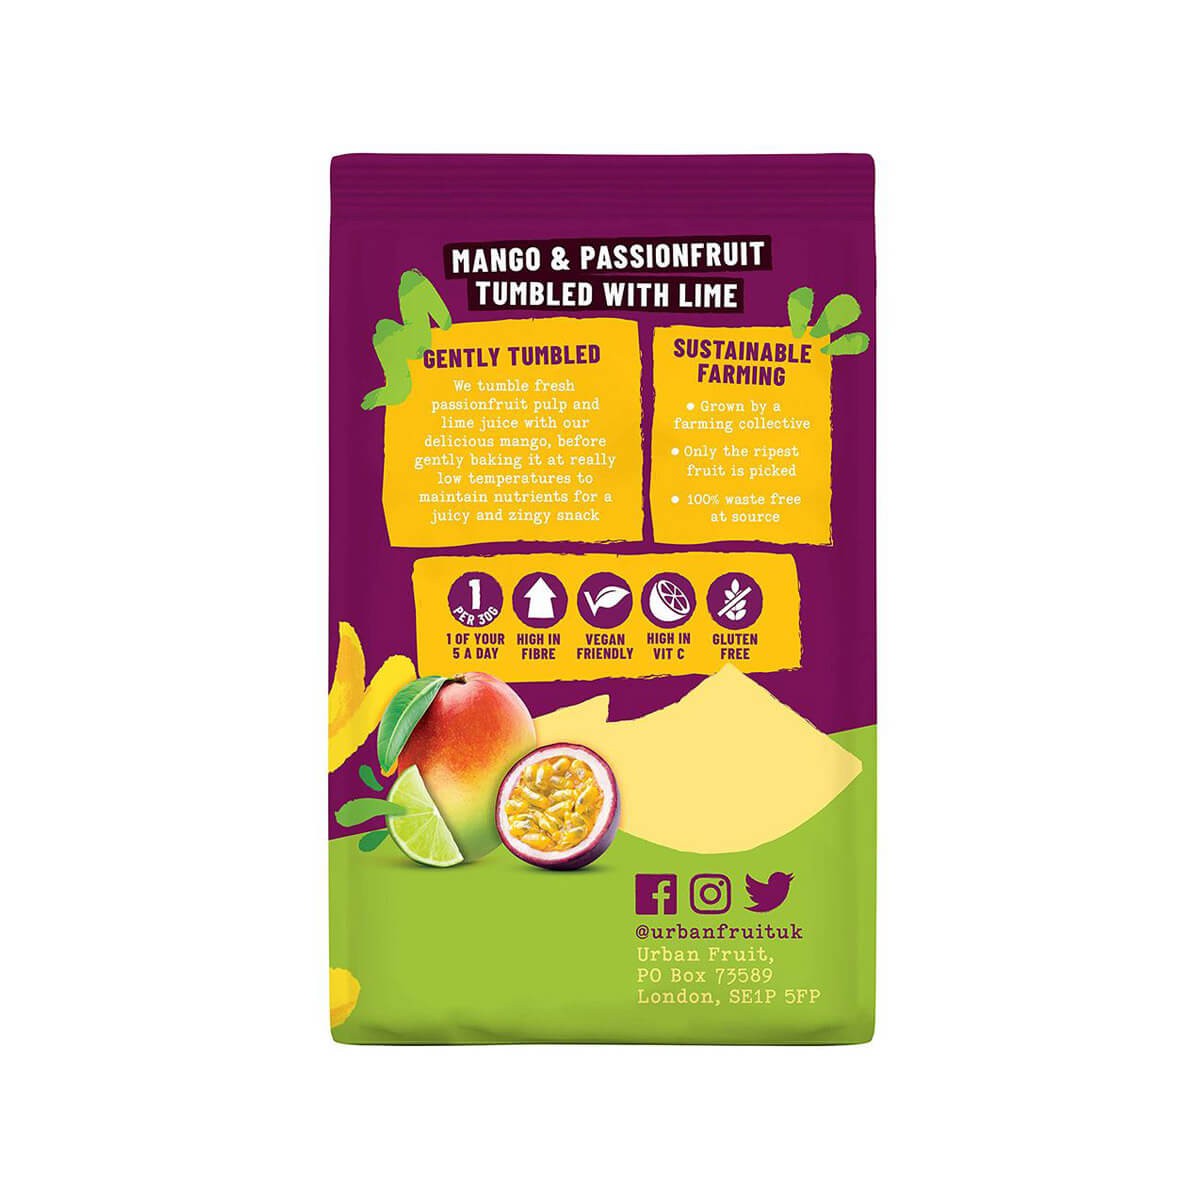 MANGO & PASSIONFRUIT
TUMBLED WITH LIME
GENTLY TUMBLED
We tumble fresh
passionfruit pulp and
lime juice with our
delicious mango, before
gently baking it at really
low temperatures to
maintain nutrients for a
juicy and zingy snack
SUSTAINABLE
FARMING
• Grown by a
farming collective
• Only the ripest
fruit is picked
• 100% waste free
at source
1
PER 30G
1 OF YOUR
5 A DAY
HIGH IN
FIBRE
VEGAN
FRIENDLY
HIGH IN
VIT C
GLUTEN
FREE
@urbanfruituk
Urban Fruit,
PO Box 73589
London, SE1P 5FP